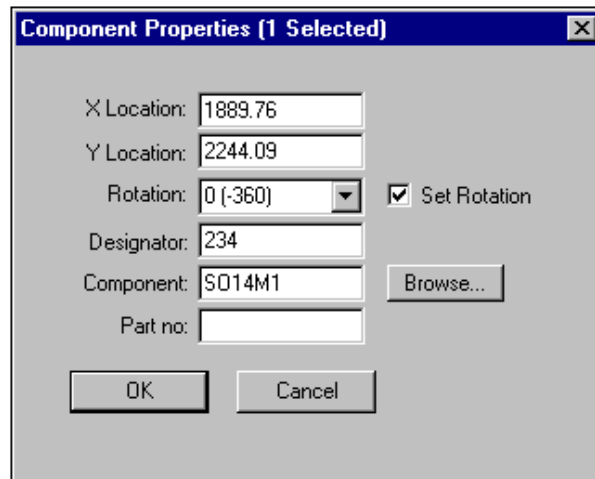 Component Properties (1 Selected)
X Location: 1889.76
Y Location: 2244.09
Rotation: 0 (-360) Set Rotation
Designator: 234
Component: SO14M1 Browse...
Part no:
OK Cancel